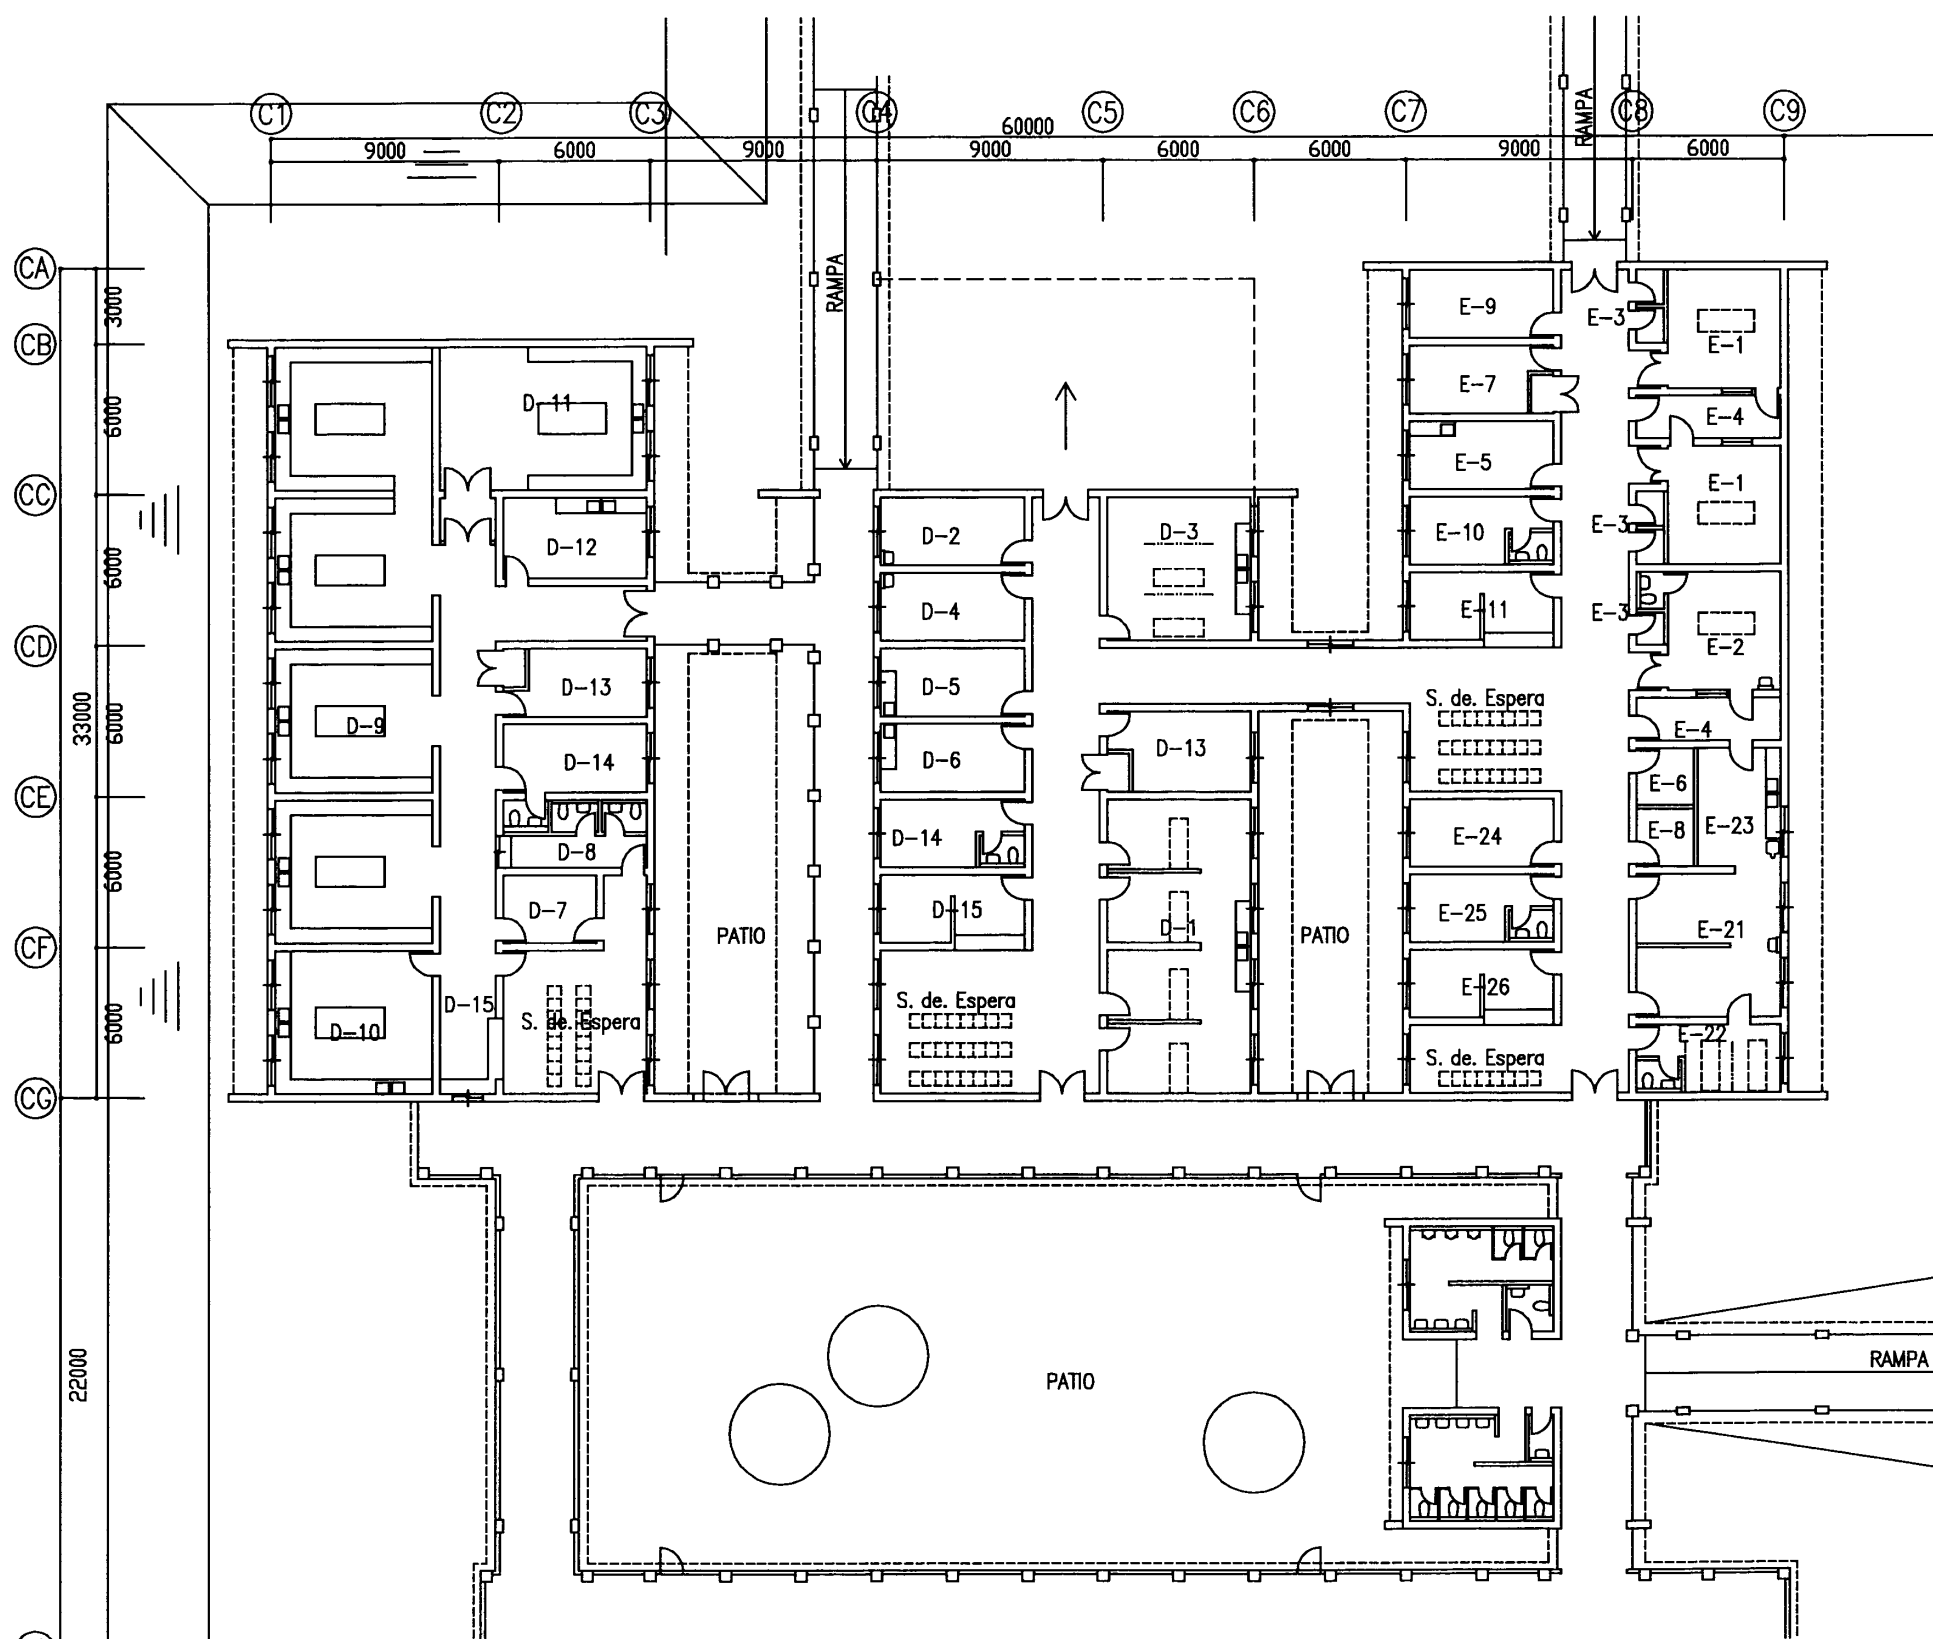 C1 C2 C3 C4 C5 C6 C7 C8 C9
60000
9000 6000 9000 9000 6000 6000 9000 6000
RAMPA
RAMPA
CA
3000
CB
6000
CC
6000
CD
33000
6000
CE
6000
CF
6000
CG
22000
D-11
D-12
D-13
D-9
D-14
D-8
D-7
D-15
D-10
S. de. Espera
PATIO
D-2
D-4
D-5
D-6
D-14
D-15
S. de. Espera
D-3
D-13
D-1
PATIO
E-9
E-7
E-5
E-10
E-11
S. de. Espera
E-24
E-25
E-26
S. de. Espera
E-3
E-3
E-3
E-1
E-4
E-1
E-2
E-4
E-6
E-8
E-23
E-21
E-22
PATIO
RAMPA